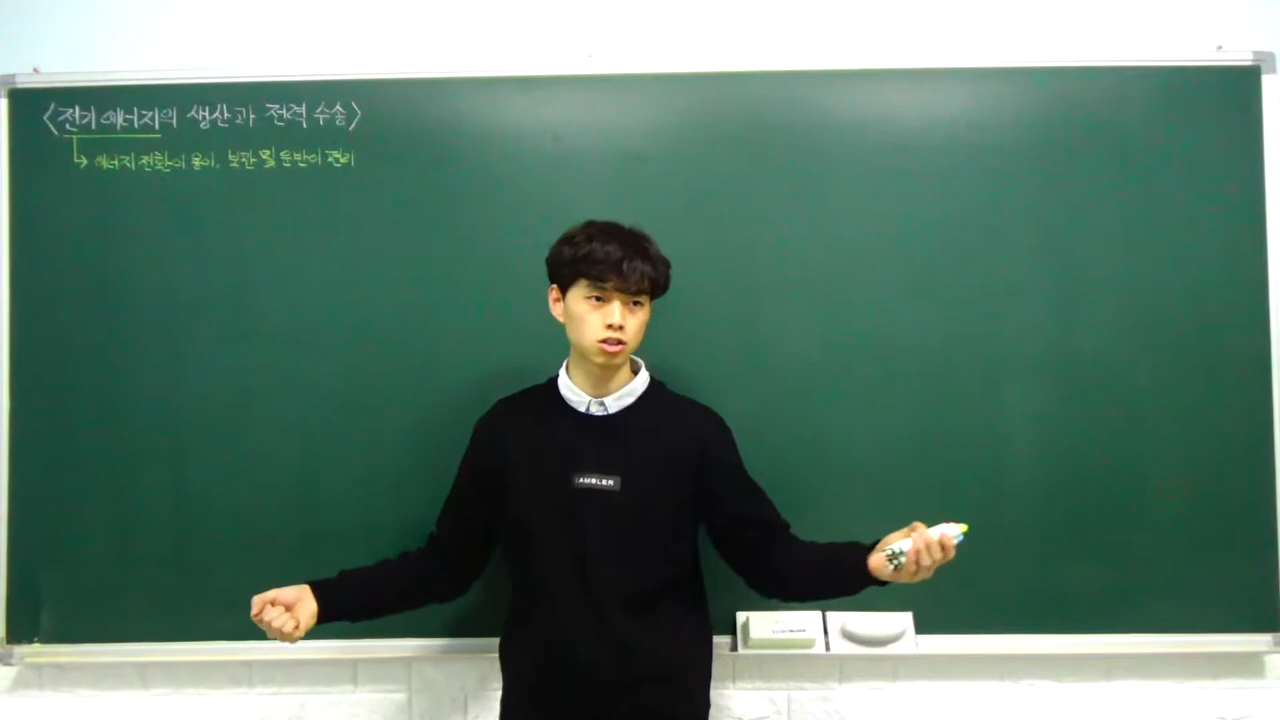 <전기 에너지의 생산과 전력 수송>
↳ 에너지 전환이 용이, 보관 및 운반이 편리
AMBLER